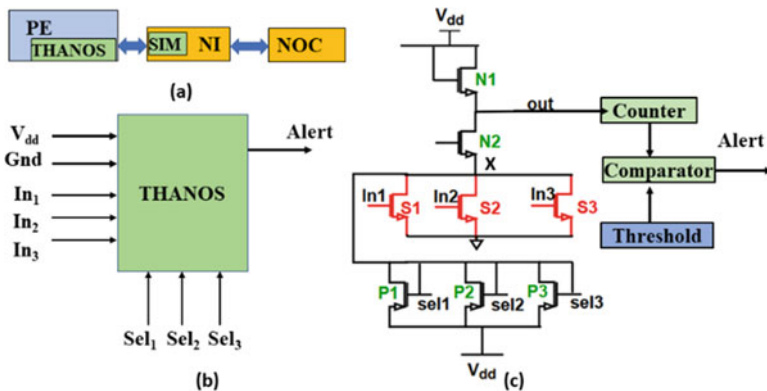 PE
THANOS
SIM
NI
NOC
(a)
Vdd
Gnd
In1
In2
In3
THANOS
Alert
Sel1
Sel2
Sel3
(b)
Vdd
N1
out
Counter
N2
X
Alert
Comparator
In1
S1
In2
S2
In3
S3
Threshold
P1
sel1
P2
sel2
P3
sel3
Vdd
(c)